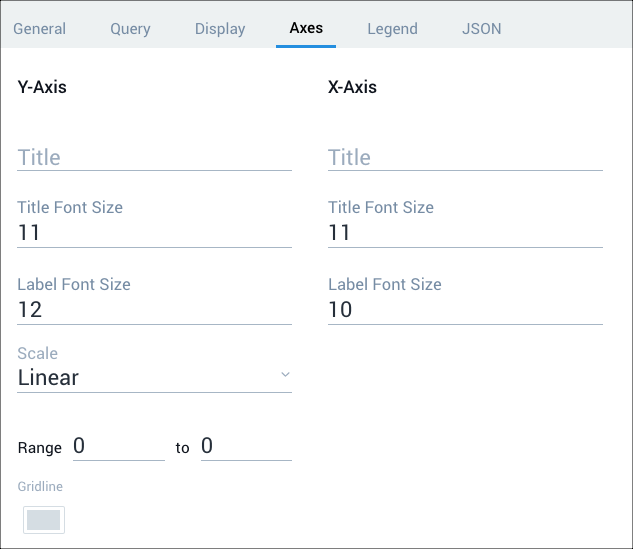 General Query Display Axes Legend JSON
Y-Axis
Title
Title Font Size
11
Label Font Size
12
Scale
Linear
Range 0 to 0
Gridline
X-Axis
Title
Title Font Size
11
Label Font Size
10